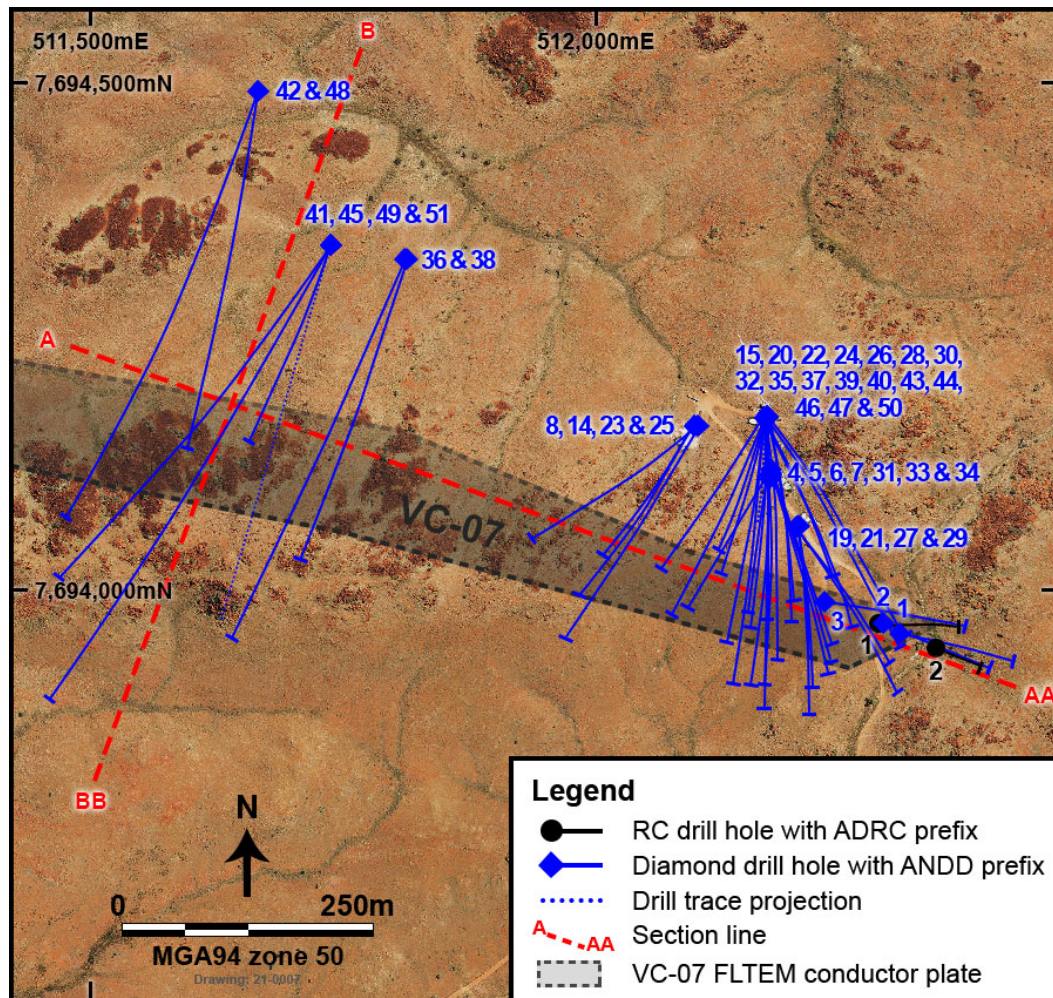 511,500mE
B
512,000mE
7,694,500mN
42 & 48
41, 45 , 49 & 51
36 & 38
A
15, 20, 22, 24, 26, 28, 30,
32, 35, 37, 39, 40, 43, 44,
46, 47 & 50
8, 14, 23 & 25
4, 5, 6, 7, 31, 33 & 34
VC-07
19, 21, 27 & 29
7,694,000mN
2
1
3
1
2
AA
BB
N
0
250m
MGA94 zone 50
Drawing: 21-0007
Legend
RC drill hole with ADRC prefix
Diamond drill hole with ANDD prefix
Drill trace projection
A
AA
Section line
VC-07 FLTEM conductor plate